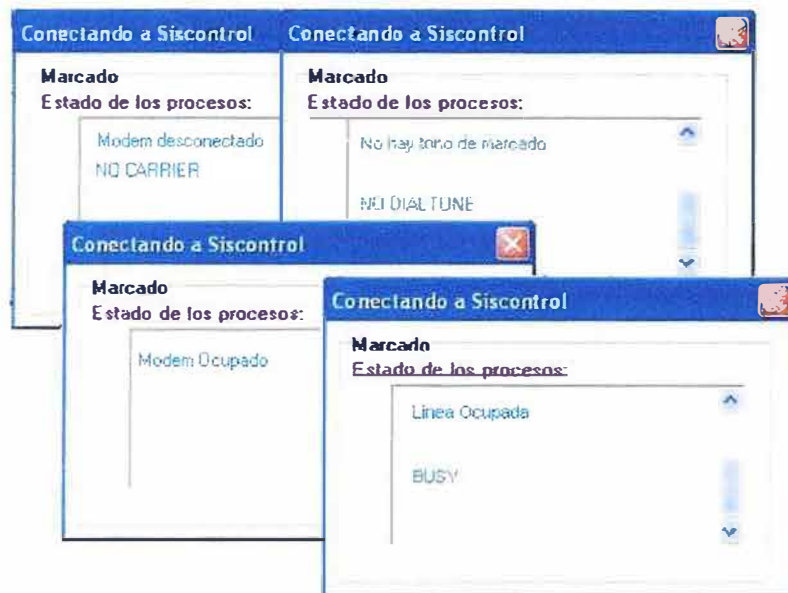 Conectando a Siscontrol
Marcado
Estado de los procesos:
Modem desconectado
NO CARRIER
Conectando a Siscontrol
Marcado
Estado de los procesos:
No hay tono de marcado
NO DIAL TONE
Conectando a Siscontrol
Marcado
Estado de los procesos:
Modem Ocupado
Conectando a Siscontrol
Marcado
Estado de los procesos:
Linea Ocupada
BUSY